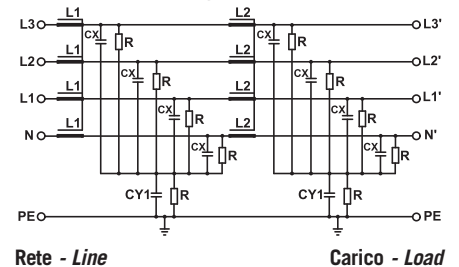 L1 L2
L3 CX R CX R L3'
L1 L2
L2 CX R CX R L2'
L1 L2
L1 CX R CX R L1'
L1 L2
N CX R CX R N'
CY1 R CY1 R
PE PE
Rete - Line Carico - Load